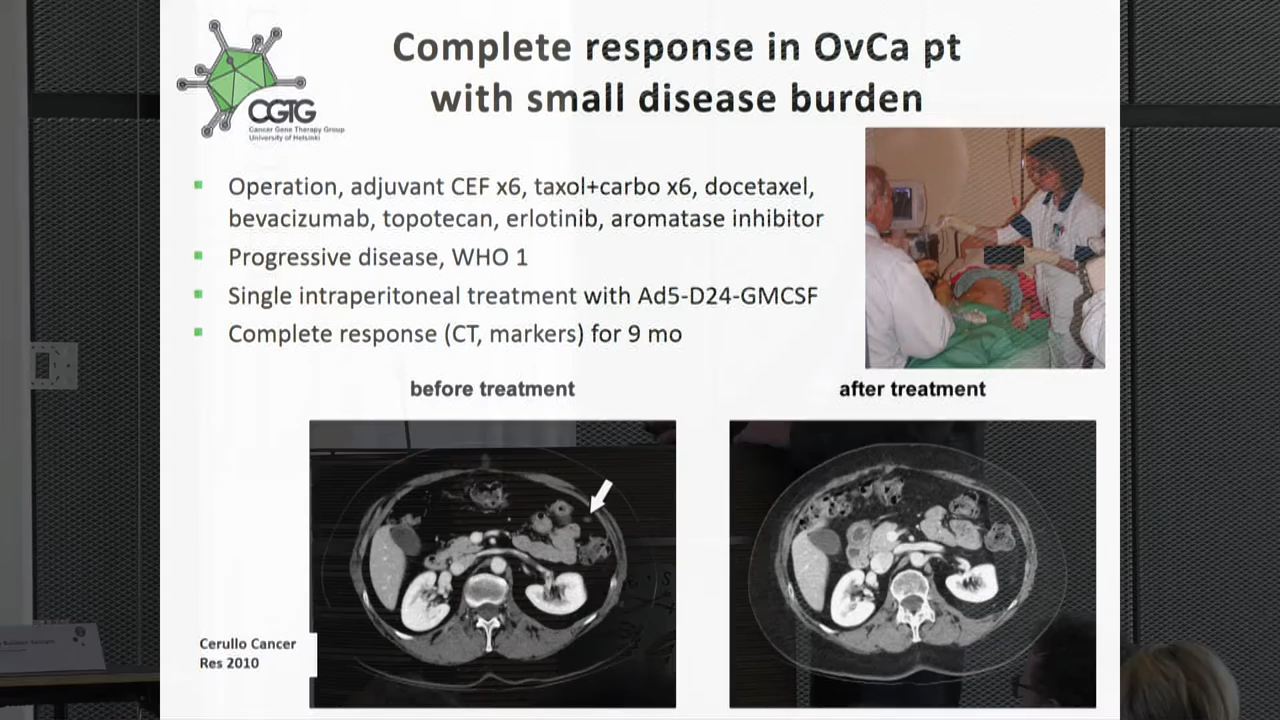 Complete response in OvCa pt
with small disease burden
CGTG
Cancer Gene Therapy Group
University of Helsinki
Operation, adjuvant CEF x6, taxol+carbo x6, docetaxel,
bevacizumab, topotecan, erlotinib, aromatase inhibitor
Progressive disease, WHO 1
Single intraperitoneal treatment with Ad5-D24-GMCSF
Complete response (CT, markers) for 9 mo
before treatment
after treatment
Cerullo Cancer
Res 2010